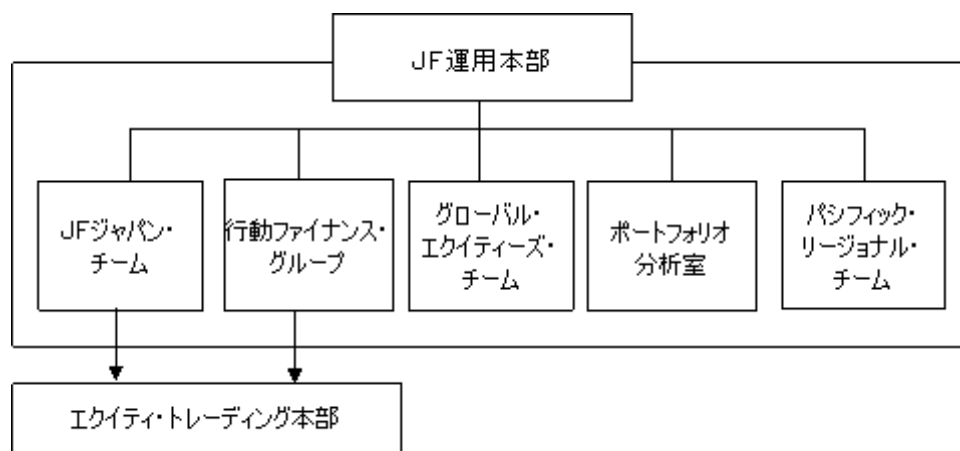 JF運用本部
JFジャパン・
チーム
行動ファイナンス・
グループ
グローバル・
エクイティーズ・
チーム
ポートフォリオ
分析室
パシフィック・
リージョナル・
チーム
エクイティ・トレーディング本部